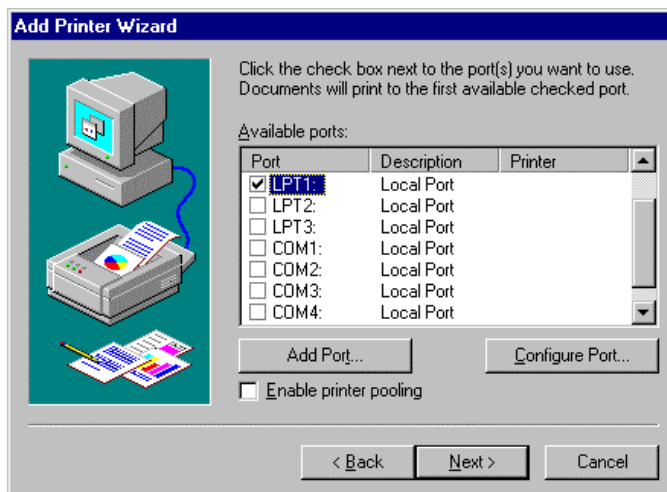 Add Printer Wizard
Click the check box next to the port(s) you want to use.
Documents will print to the first available checked port.
Available ports:
Port Description Printer
LPT1: Local Port
LPT2: Local Port
LPT3: Local Port
COM1: Local Port
COM2: Local Port
COM3: Local Port
COM4: Local Port
Add Port... Configure Port...
Enable printer pooling
< Back Next > Cancel